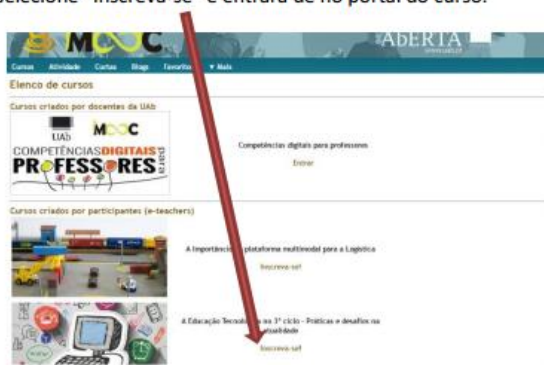 selecione "Inscreva-se" e entrará de no portal do curso.
MOOC
AbERTA
Cursos Atividade Cartas Blogs Favoritos ▼ Mais
Elenco de cursos
Cursos criados por docentes da UAb
UAb MOOC
COMPETÊNCIASDIGITAIS para
PROFESSORES
Competências digitais para professores
Entrar
Cursos criados por participantes (e-teachers)
A Importância plataforma multimodal para a Logística
Inscreva-se!
A Educação Tecnológica no 3º ciclo - Práticas e desafios na
atualidade
Inscreva-se!